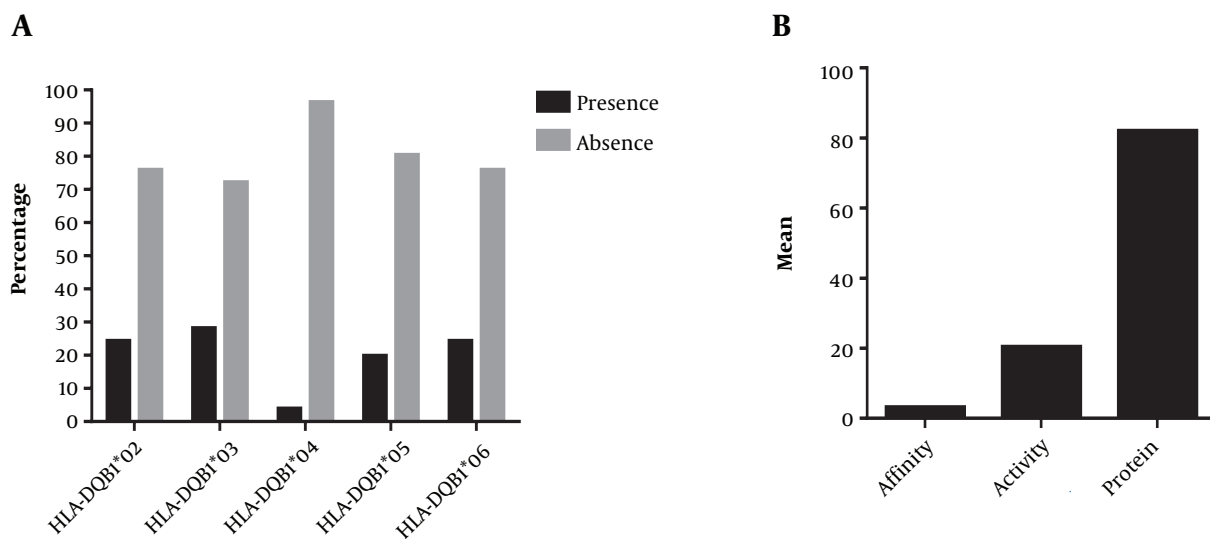 A
Percentage
100
90
80
70
60
50
40
30
20
10
0
HLA-DQB1*02
HLA-DQB1*03
HLA-DQB1*04
HLA-DQB1*05
HLA-DQB1*06
Presence
Absence
B
Mean
100
80
60
40
20
0
Affinity
Activity
Protein